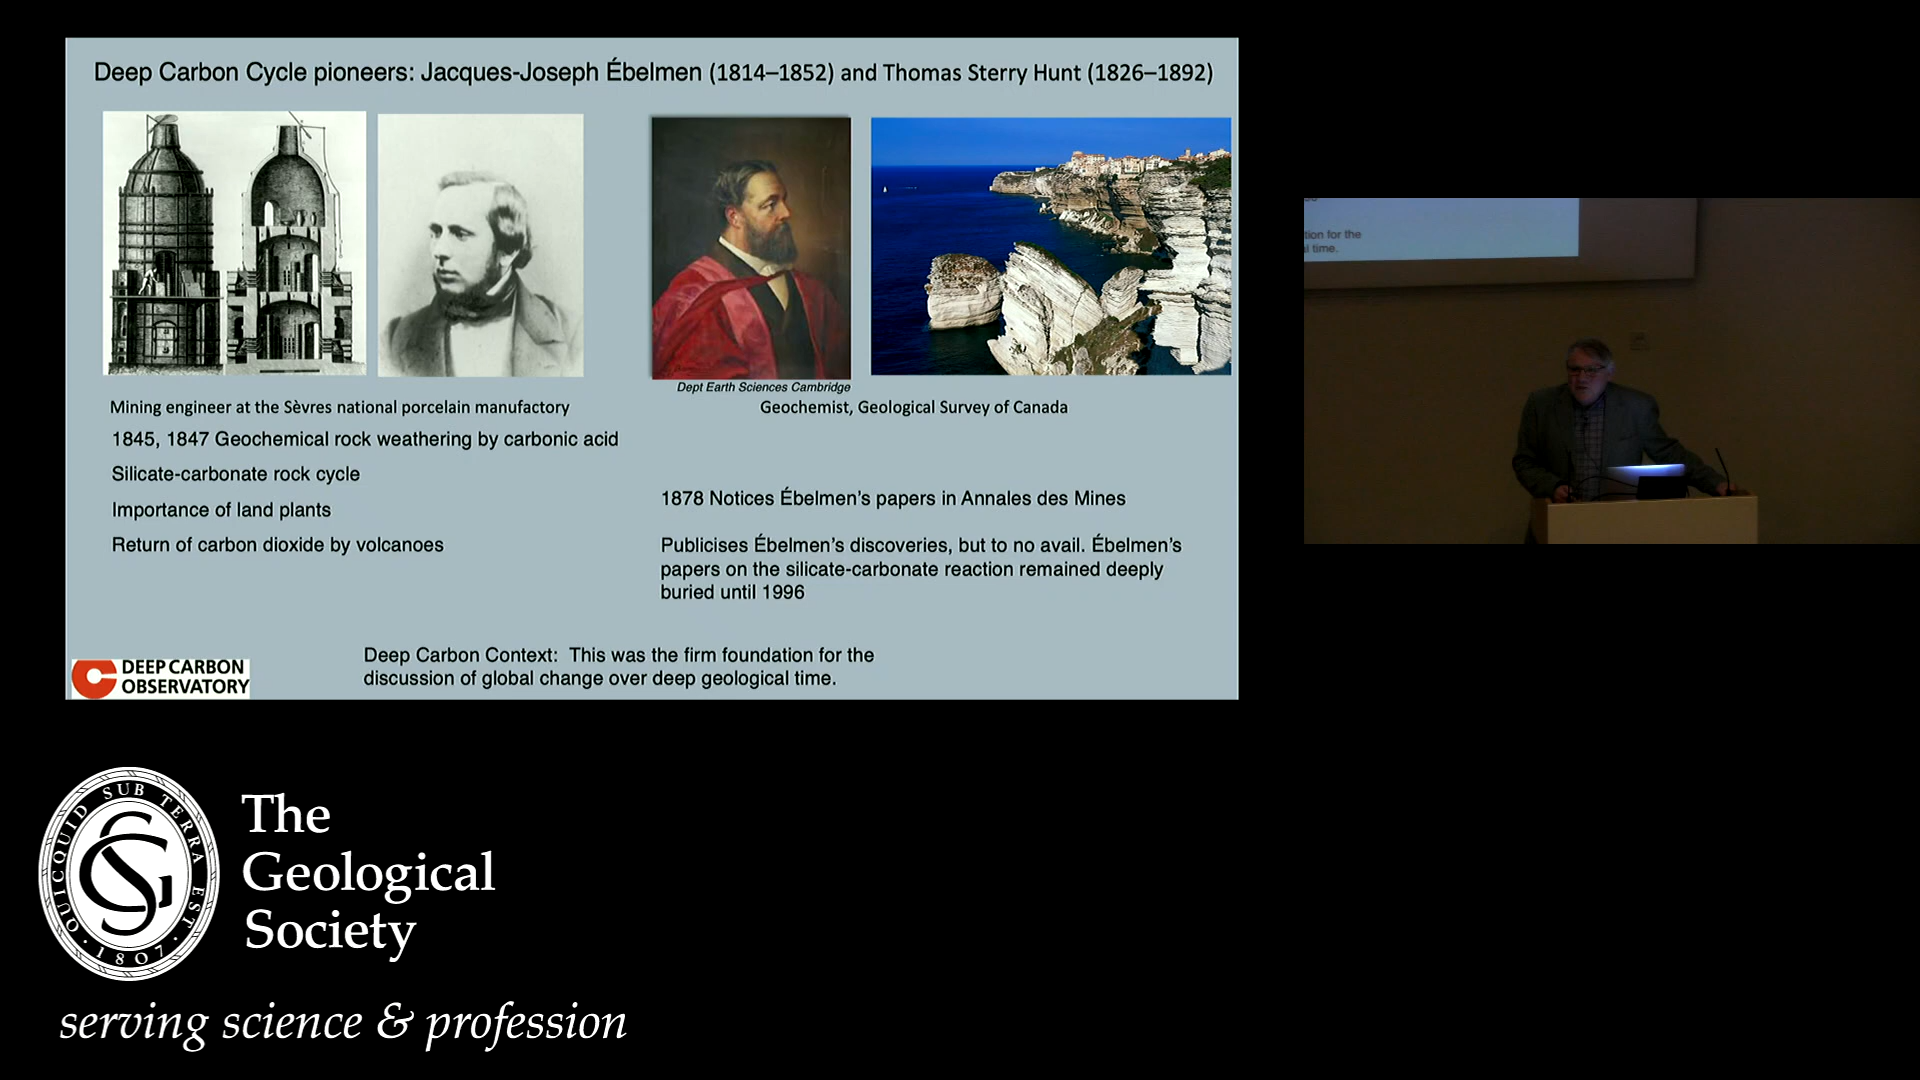 Deep Carbon Cycle pioneers: Jacques-Joseph Ébelmen (1814–1852) and Thomas Sterry Hunt (1826–1892)
Dept Earth Sciences Cambridge
Mining engineer at the Sèvres national porcelain manufactory
1845, 1847 Geochemical rock weathering by carbonic acid
Silicate-carbonate rock cycle
Importance of land plants
Return of carbon dioxide by volcanoes
Geochemist, Geological Survey of Canada
1878 Notices Ébelmen’s papers in Annales des Mines
Publicises Ébelmen’s discoveries, but to no avail. Ébelmen’s
papers on the silicate-carbonate reaction remained deeply
buried until 1996
Deep Carbon Context: This was the firm foundation for the
discussion of global change over deep geological time.
DEEP CARBON
OBSERVATORY
tion for the
time.
QUICQUID SUB TERRA EST
1807
The
Geological
Society
serving science & profession